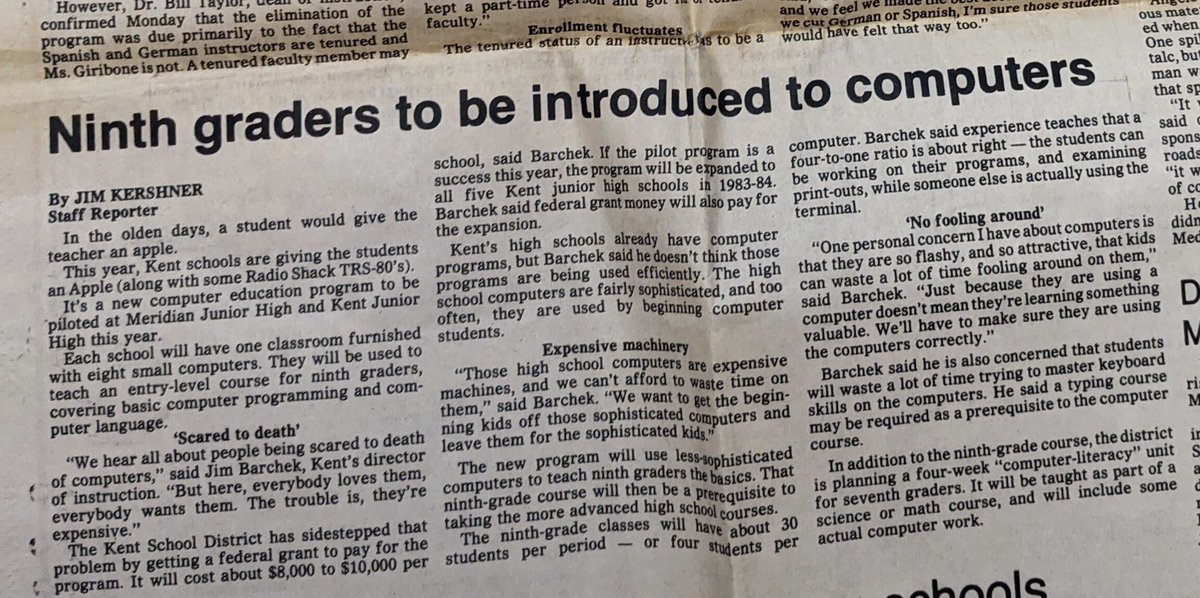 However, Dr. Bill Taylor, dean of
confirmed Monday that the elimination of the
program was due primarily to the fact that the
Spanish and German instructors are tenured and
Ms. Giribone is not. A tenured faculty member may
kept a part-time person and got
faculty."
Enrollment fluctuates
The tenured status of an is to be a
and we feel we made the
we cut German or Spanish, I'm sure those students
would have felt that way too."
Ninth graders to be introduced to computers
By JIM KERSHNER
Staff Reporter
In the olden days, a student would give the
teacher an apple.
This year, Kent schools are giving the students
an Apple (along with some Radio Shack TRS-80's).
It's a new computer education program to be
piloted at Meridian Junior High and Kent Junior
High this year.
Each school will have one classroom furnished
with eight small computers. They will be used to
teach an entry-level course for ninth graders,
covering basic computer programming and com-
puter language.
'Scared to death'
"We hear all about people being scared to death
of computers," said Jim Barchek, Kent's director
of instruction. "But here, everybody loves them,
everybody wants them. The trouble is, they're
expensive."
The Kent School District has sidestepped that
problem by getting a federal grant to pay for the
program. It will cost about $8,000 to $10,000 per
school, said Barchek. If the pilot program is a
success this year, the program will be expanded to
all five Kent junior high schools in 1983-84.
Barchek said federal grant money will also pay for
the expansion.
Kent's high schools already have computer
programs, but Barchek said he doesn't think those
programs are being used efficiently. The high
school computers are fairly sophisticated, and too
often, they are used by beginning computer
students.
Expensive machinery
"Those high school computers are expensive
machines, and we can't afford to waste time on
them," said Barchek. "We want to get the begin-
ning kids off those sophisticated computers and
leave them for the sophisticated kids."
The new program will use less-sophisticated
computers to teach ninth graders the basics. That
ninth-grade course will then be a prerequisite to
taking the more advanced high school courses.
The ninth-grade classes will have about 30
students per period — or four students per
computer. Barchek said experience teaches that a
four-to-one ratio is about right — the students can
be working on their programs, and examining
print-outs, while someone else is actually using the
terminal.
'No fooling around'
"One personal concern I have about computers is
that they are so flashy, and so attractive, that kids
can waste a lot of time fooling around on them,"
said Barchek. "Just because they are using a
computer doesn't mean they're learning something
valuable. We'll have to make sure they are using
the computers correctly."
Barchek said he is also concerned that students
will waste a lot of time trying to master keyboard
skills on the computers. He said a typing course
may be required as a prerequisite to the computer
course.
In addition to the ninth-grade course, the district
is planning a four-week "computer-literacy" unit
for seventh graders. It will be taught as part of a
science or math course, and will include some
actual computer work.
ous mate
ed when
One spil
talc, bu
man w
that sp
"It
said
spons
roads
"it w
of co
He
didn
Med
D
M
schools